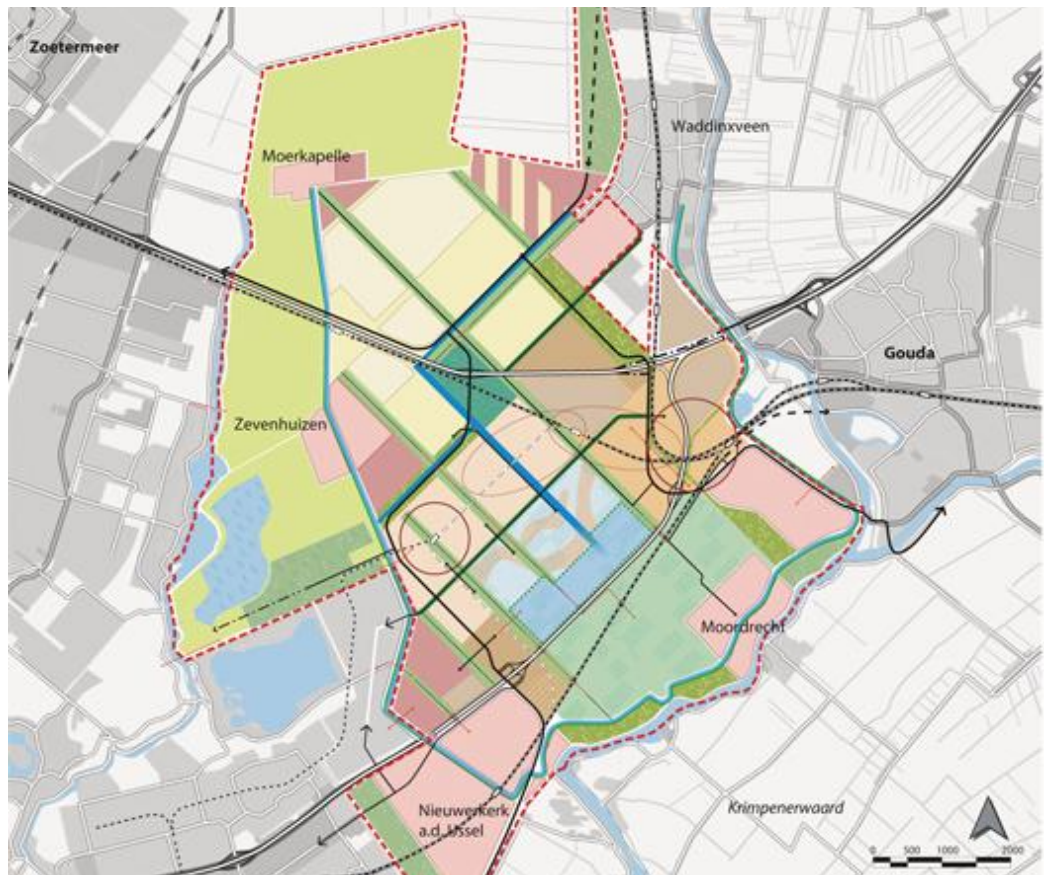 Zoetermeer
Waddinxveen
Moerkapelle
Gouda
Zevenhuizen
Moordrecht
Nieuwerkerk
a.d. IJssel
Krimpenerwaard
0 500 1000 2000